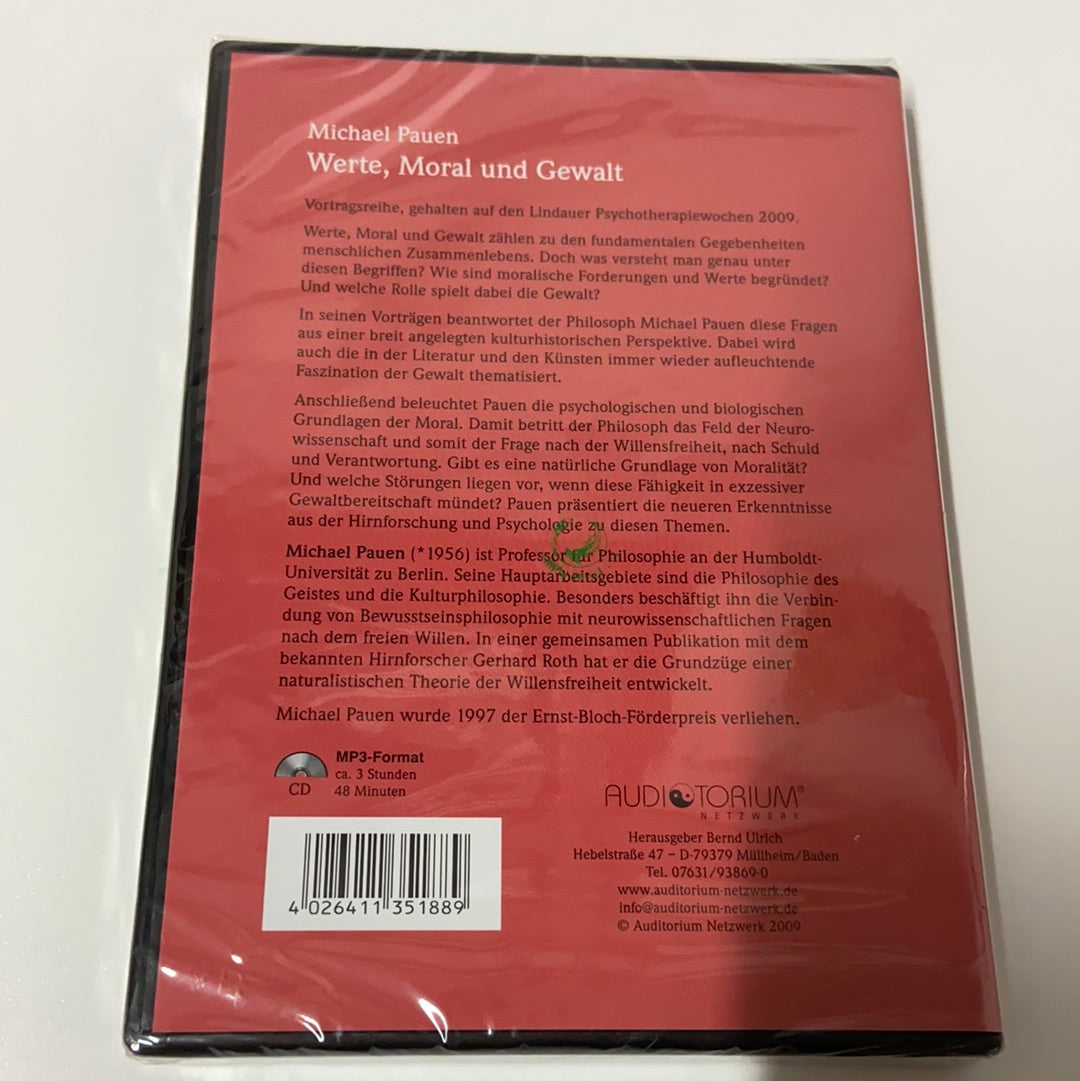 Michael Pauen
Werte, Moral und Gewalt
Vortragsreihe, gehalten auf den Lindauer Psychotherapiewochen 2009.
Werte, Moral und Gewalt zählen zu den fundamentalen Gegebenheiten
menschlichen Zusammenlebens. Doch was versteht man genau unter
diesen Begriffen? Wie sind moralische Forderungen und Werte begründet?
Und welche Rolle spielt dabei die Gewalt?
In seinen Vorträgen beantwortet der Philosoph Michael Pauen diese Fragen
aus einer breit angelegten kulturhistorischen Perspektive. Dabei wird
auch die in der Literatur und den Künsten immer wieder aufleuchtende
Faszination der Gewalt thematisiert.
Anschließend beleuchtet Pauen die psychologischen und biologischen
Grundlagen der Moral. Damit betritt der Philosoph das Feld der Neuro-
wissenschaft und somit der Frage nach der Willensfreiheit, nach Schuld
und Verantwortung. Gibt es eine natürliche Grundlage von Moralität?
Und welche Störungen liegen vor, wenn diese Fähigkeit in exzessiver
Gewaltbereitschaft mündet? Pauen präsentiert die neueren Erkenntnisse
aus der Hirnforschung und Psychologie zu diesen Themen.
Michael Pauen (*1956) ist Professor für Philosophie an der Humboldt-
Universität zu Berlin. Seine Hauptarbeitsgebiete sind die Philosophie des
Geistes und die Kulturphilosophie. Besonders beschäftigt ihn die Verbin-
dung von Bewusstseinsphilosophie mit neurowissenschaftlichen Fragen
nach dem freien Willen. In einer gemeinsamen Publikation mit dem
bekannten Hirnforscher Gerhard Roth hat er die Grundzüge einer
naturalistischen Theorie der Willensfreiheit entwickelt.
Michael Pauen wurde 1997 der Ernst-Bloch-Förderpreis verliehen.
MP3-Format
ca. 3 Stunden
48 Minuten
CD
4 026411 351889
AUDITORIUM®
NETZWERK
Herausgeber Bernd Ulrich
Hebelstraße 47 – D-79379 Müllheim/Baden
Tel. 07631/93869-0
www.auditorium-netzwerk.de
info@auditorium-netzwerk.de
© Auditorium Netzwerk 2009